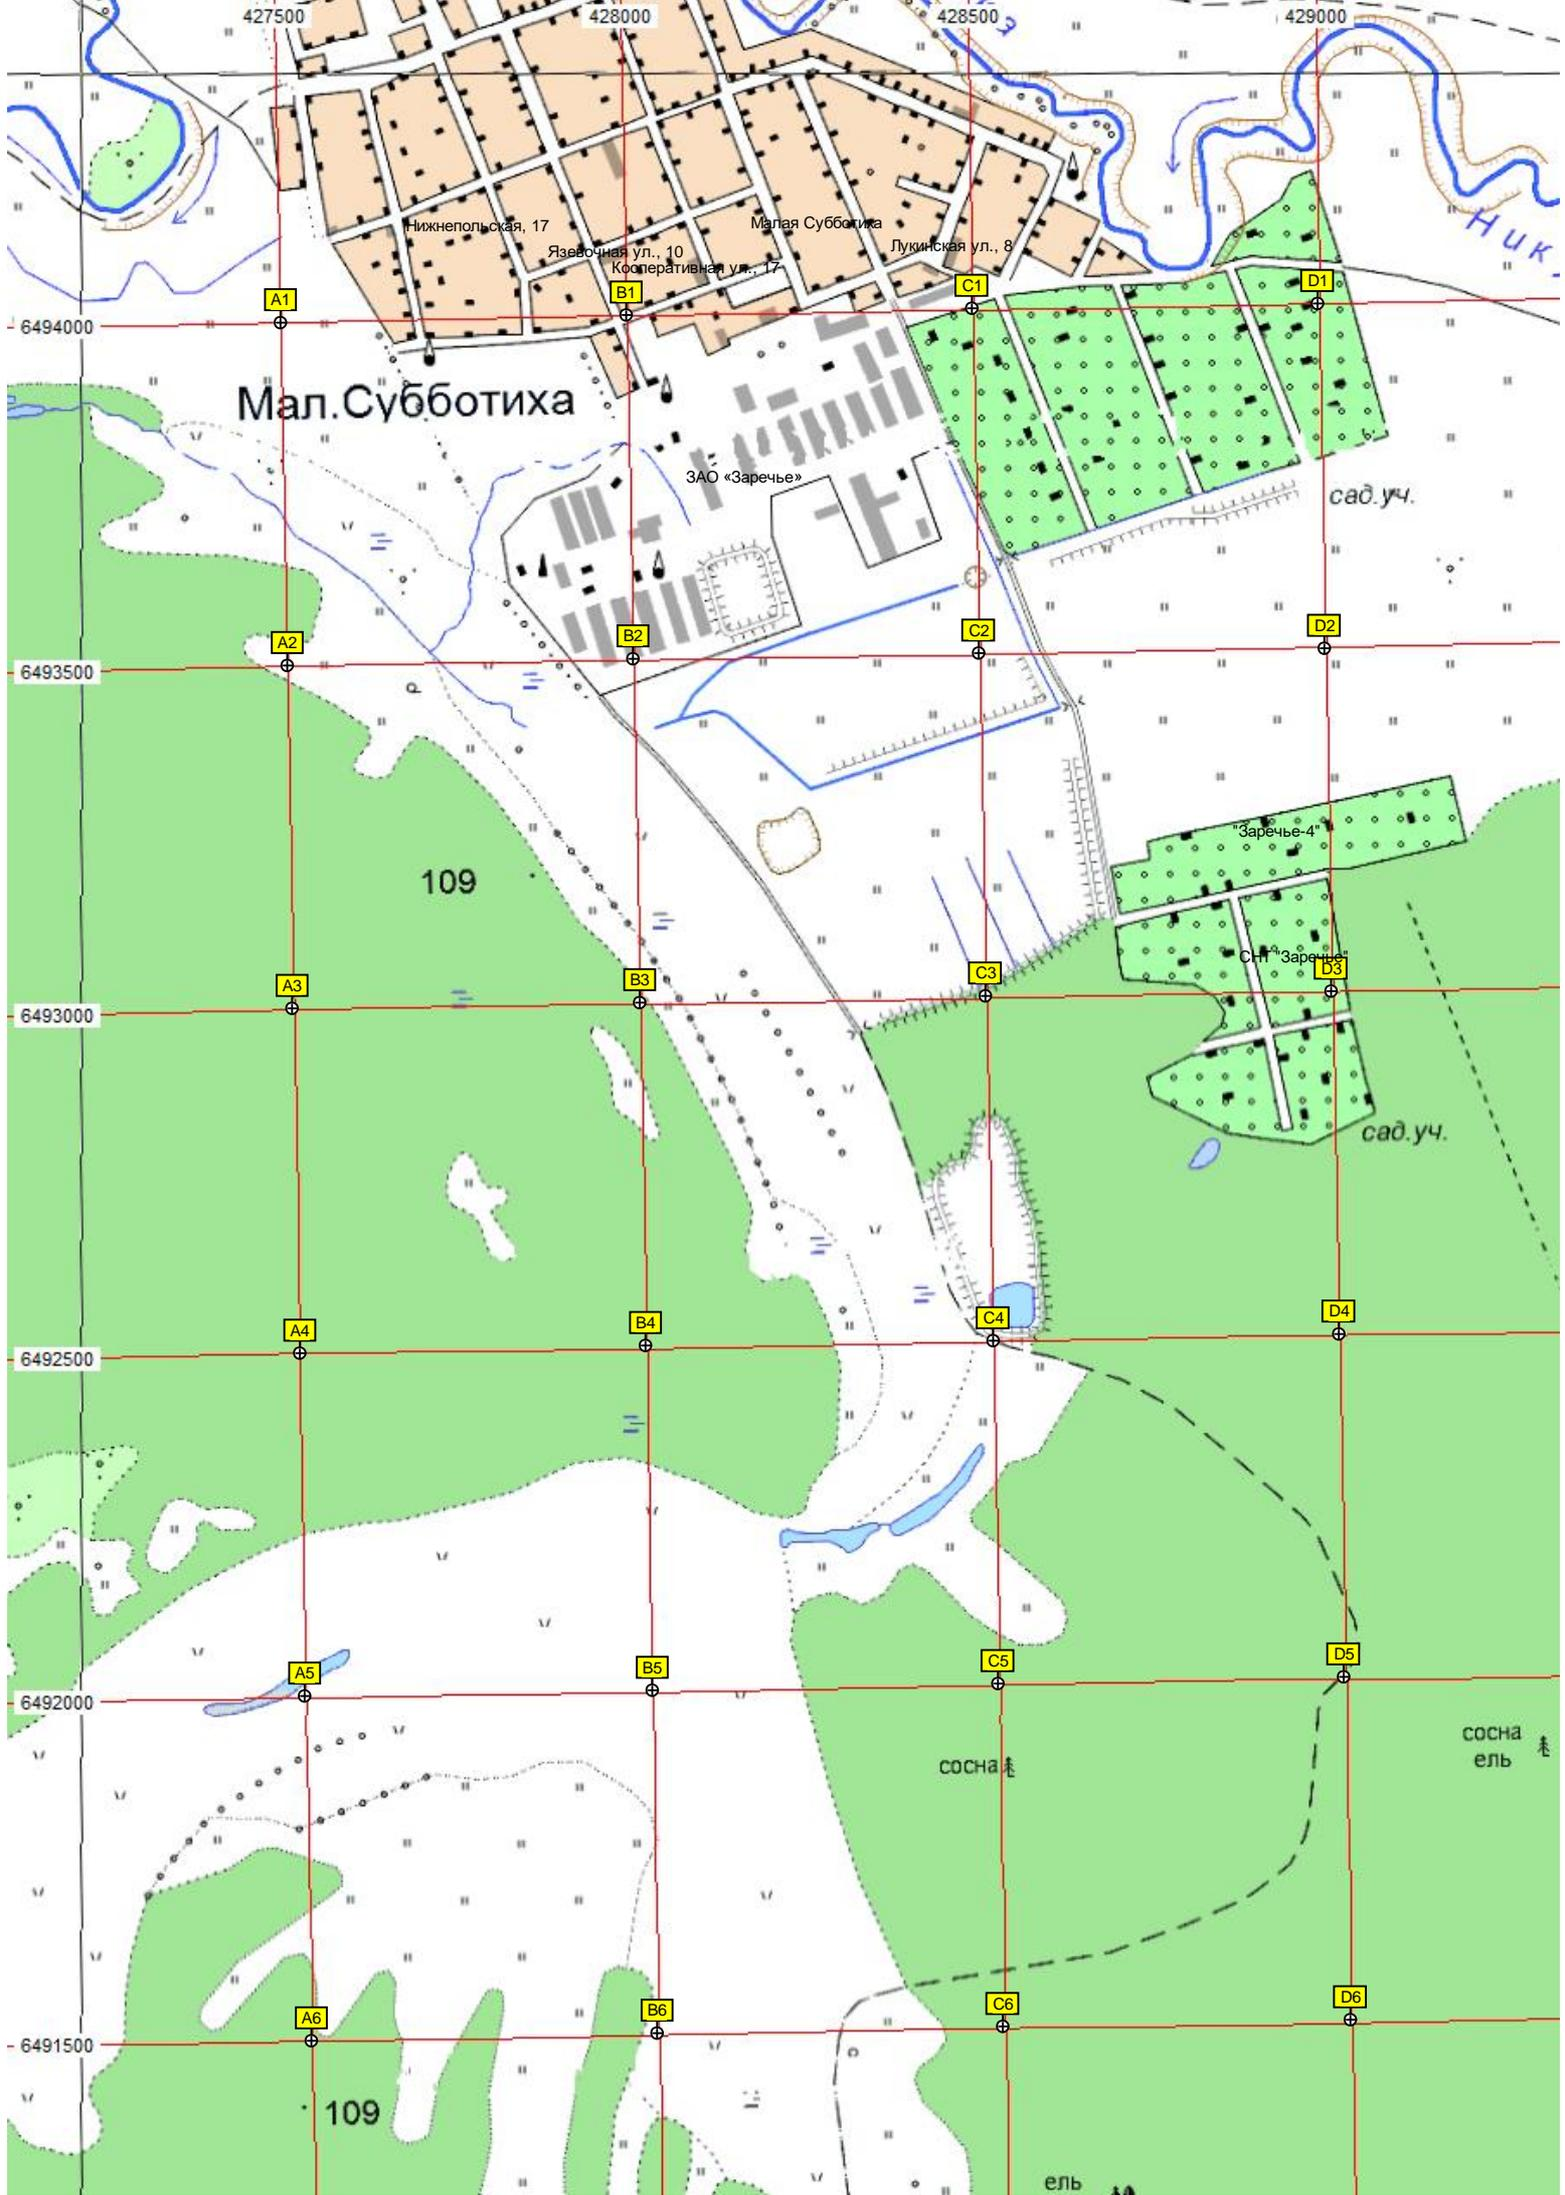 427500 428000 428500 429000
Ник
Нижнепольская, 17
Малая Субботиха
Язевочная ул., 10
Лукинская ул., 8
Кооперативная ул., 17
A1 B1 C1 D1
6494000
Мал.Субботиха
ЗАО «Заречье»
сад.уч.
A2 B2 C2 D2
6493500
"Заречье-4"
109
СНТ "Заречье"
A3 B3 C3 D3
6493000
сад.уч.
A4 B4 C4 D4
6492500
A5 B5 C5 D5
6492000
сосна
сосна
ель
A6 B6 C6 D6
6491500
109
ель